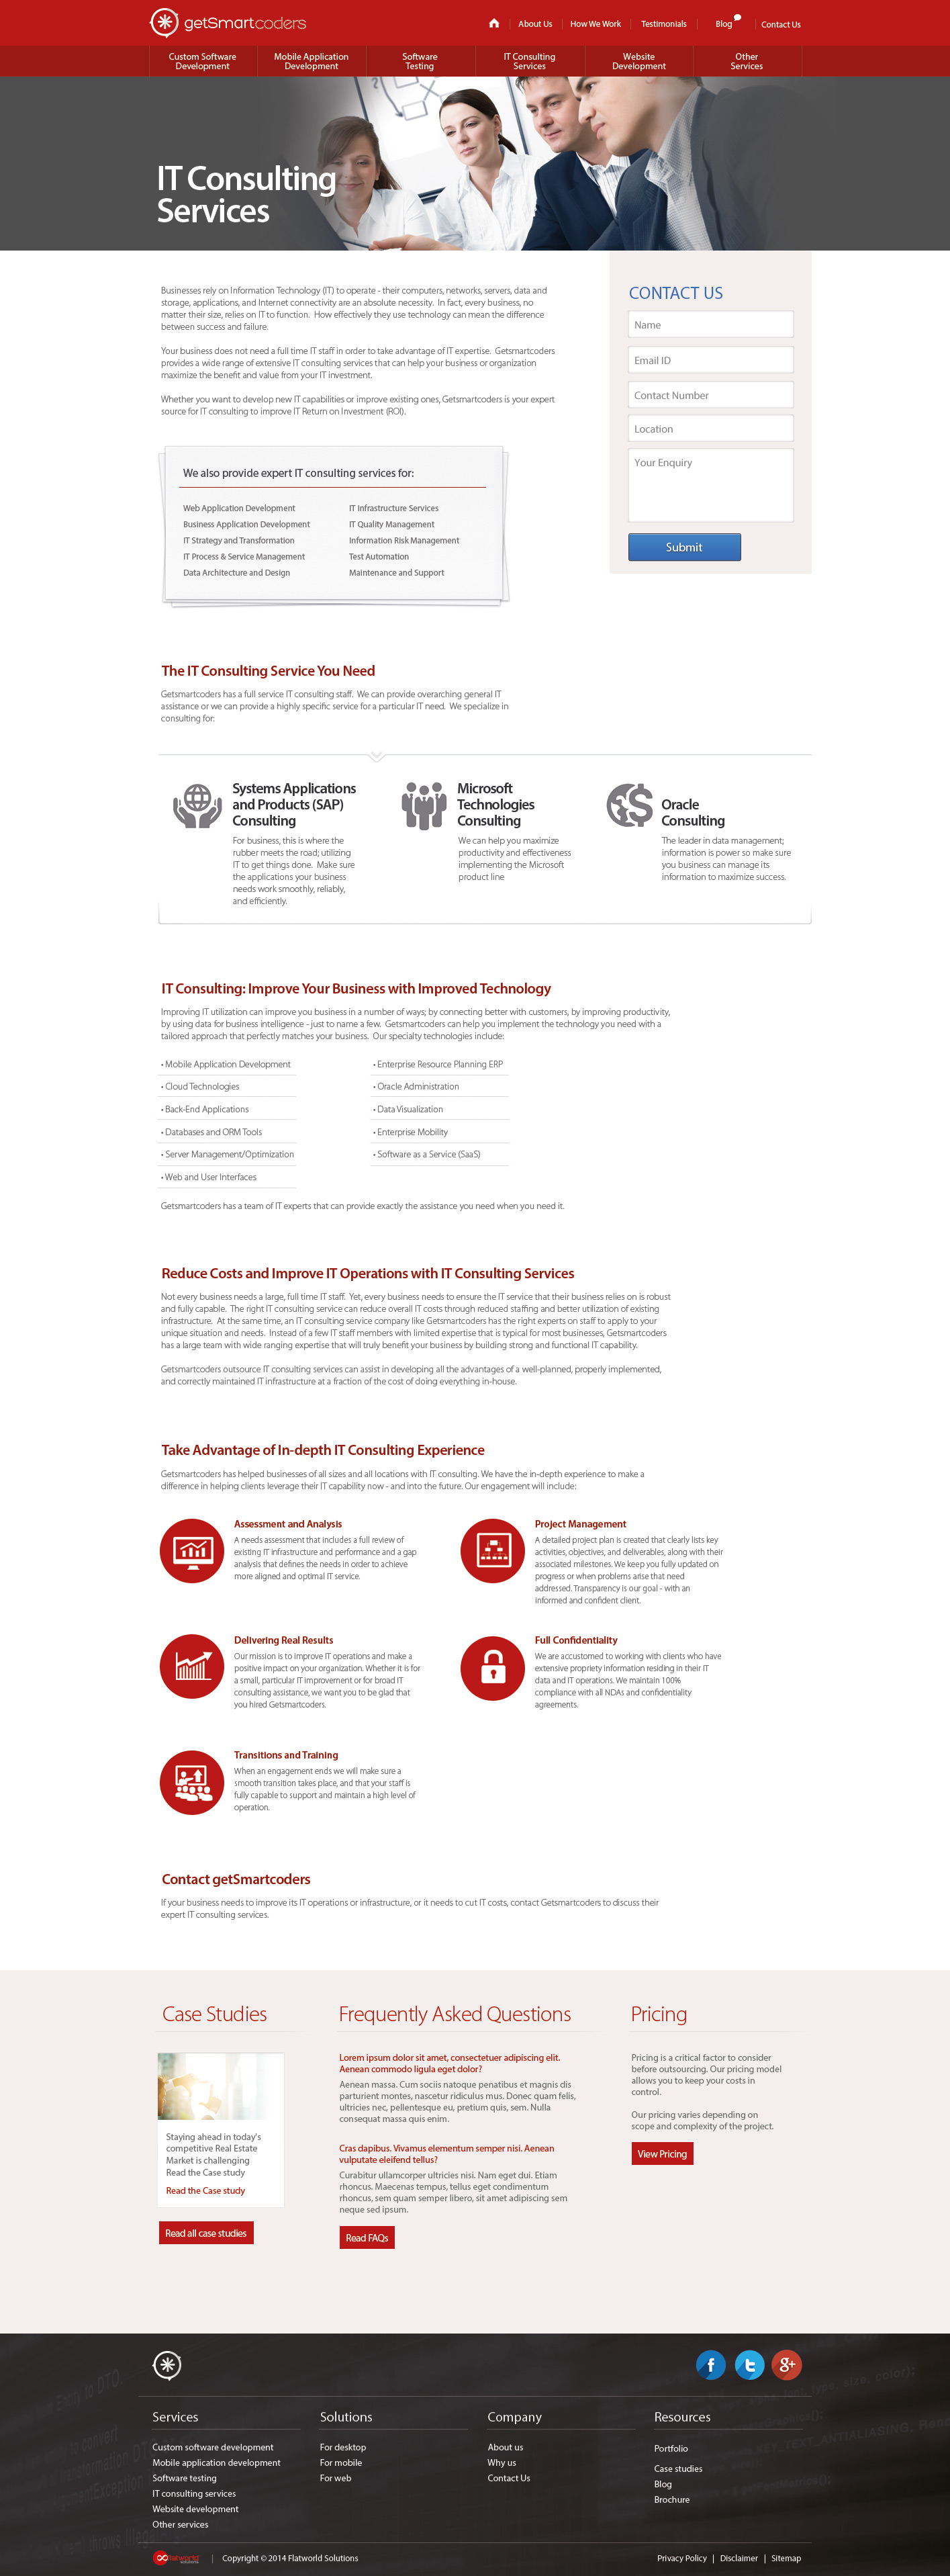 getSmartcoders
About Us
How We Work
Testimonials
Blog
Contact Us
Custom Software
Development
Mobile Application
Development
Software
Testing
IT Consulting
Services
Website
Development
Other
Services
IT Consulting
Services
Businesses rely on Information Technology (IT) to operate - their computers, networks, servers, data and
storage, applications, and Internet connectivity are an absolute necessity. In fact, every business, no
matter their size, relies on IT to function. How effectively they use technology can mean the difference
between success and failure.
Your business does not need a full time IT staff in order to take advantage of IT expertise. Getsmartcoders
provides a wide range of extensive IT consulting services that can help your business or organization
maximize the benefit and value from your IT investment.
Whether you want to develop new IT capabilities or improve existing ones, Getsmartcoders is your expert
source for IT consulting to improve IT Return on Investment (ROI).
CONTACT US
Name
Email ID
Contact Number
Location
Your Enquiry
Submit
We also provide expert IT consulting services for:
Web Application Development
Business Application Development
IT Strategy and Transformation
IT Process & Service Management
Data Architecture and Design
IT Infrastructure Services
IT Quality Management
Information Risk Management
Test Automation
Maintenance and Support
The IT Consulting Service You Need
Getsmartcoders has a full service IT consulting staff. We can provide overarching general IT
assistance or we can provide a highly specific service for a particular IT need. We specialize in
consulting for:
Systems Applications
and Products (SAP)
Consulting
For business, this is where the
rubber meets the road; utilizing
IT to get things done. Make sure
the applications your business
needs work smoothly, reliably,
and efficiently.
Microsoft
Technologies
Consulting
We can help you maximize
productivity and effectiveness
implementing the Microsoft
product line
Oracle
Consulting
The leader in data management;
information is power so make sure
you business can manage its
information to maximize success.
IT Consulting: Improve Your Business with Improved Technology
Improving IT utilization can improve you business in a number of ways; by connecting better with customers, by improving productivity,
by using data for business intelligence - just to name a few. Getsmartcoders can help you implement the technology you need with a
tailored approach that perfectly matches your business. Our specialty technologies include:
• Mobile Application Development
• Cloud Technologies
• Back-End Applications
• Databases and ORM Tools
• Server Management/Optimization
• Web and User Interfaces
• Enterprise Resource Planning ERP
• Oracle Administration
• Data Visualization
• Enterprise Mobility
• Software as a Service (SaaS)
Getsmartcoders has a team of IT experts that can provide exactly the assistance you need when you need it.
Reduce Costs and Improve IT Operations with IT Consulting Services
Not every business needs a large, full time IT staff. Yet, every business needs to ensure the IT service that their business relies on is robust
and fully capable. The right IT consulting service can reduce overall IT costs through reduced staffing and better utilization of existing
infrastructure. At the same time, an IT consulting service company like Getsmartcoders has the right experts on staff to apply to your
unique situation and needs. Instead of a few IT staff members with limited expertise that is typical for most businesses, Getsmartcoders
has a large team with wide ranging expertise that will truly benefit your business by building strong and functional IT capability.
Getsmartcoders outsource IT consulting services can assist in developing all the advantages of a well-planned, properly implemented,
and correctly maintained IT infrastructure at a fraction of the cost of doing everything in-house.
Take Advantage of In-depth IT Consulting Experience
Getsmartcoders has helped businesses of all sizes and all locations with IT consulting. We have the in-depth experience to make a
difference in helping clients leverage their IT capability now - and into the future. Our engagement will include:
Assessment and Analysis
A needs assessment that includes a full review of
existing IT infrastructure and performance and a gap
analysis that defines the needs in order to achieve
more aligned and optimal IT service.
Project Management
A detailed project plan is created that clearly lists key
activities, objectives, and deliverables, along with their
associated milestones. We keep you fully updated on
progress or when problems arise that need
addressed. Transparency is our goal - with an
informed and confident client.
Delivering Real Results
Our mission is to improve IT operations and make a
positive impact on your organization. Whether it is for
a small, particular IT improvement or for broad IT
consulting assistance, we want you to be glad that
you hired Getsmartcoders.
Full Confidentiality
We are accustomed to working with clients who have
extensive propriety information residing in their IT
data and IT operations. We maintain 100%
compliance with all NDAs and confidentiality
agreements.
Transitions and Training
When an engagement ends we will make sure a
smooth transition takes place, and that your staff is
fully capable to support and maintain a high level of
operation.
Contact getSmartcoders
If your business needs to improve its IT operations or infrastructure, or it needs to cut IT costs, contact Getsmartcoders to discuss their
expert IT consulting services.
Case Studies
Staying ahead in today's
competitive Real Estate
Market is challenging
Read the Case study
Read the Case study
Read all case studies
Frequently Asked Questions
Lorem ipsum dolor sit amet, consectetuer adipiscing elit.
Aenean commodo ligula eget dolor?
Aenean massa. Cum sociis natoque penatibus et magnis dis
parturient montes, nascetur ridiculus mus. Donec quam felis,
ultricies nec, pellentesque eu, pretium quis, sem. Nulla
consequat massa quis enim.
Cras dapibus. Vivamus elementum semper nisi. Aenean
vulputate eleifend tellus?
Curabitur ullamcorper ultricies nisi. Nam eget dui. Etiam
rhoncus. Maecenas tempus, tellus eget condimentum
rhoncus, sem quam semper libero, sit amet adipiscing sem
neque sed ipsum.
Read FAQs
Pricing
Pricing is a critical factor to consider
before outsourcing. Our pricing model
allows you to keep your costs in
control.
Our pricing varies depending on
scope and complexity of the project.
View Pricing
Services
Custom software development
Mobile application development
Software testing
IT consulting services
Website development
Other services
Solutions
For desktop
For mobile
For web
Company
About us
Why us
Contact Us
Resources
Portfolio
Case studies
Blog
Brochure
Copyright © 2014 Flatworld Solutions
Privacy Policy | Disclaimer | Sitemap